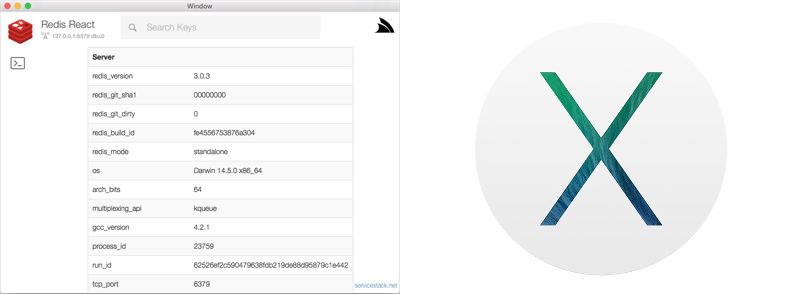 Window
Redis React
127.0.0.1:6379 db=0
Search Keys
Server
redis_version 3.0.3
redis_git_sha1 00000000
redis_git_dirty 0
redis_build_id fe4556753876a304
redis_mode standalone
os Darwin 14.5.0 x86_64
arch_bits 64
multiplexing_api kqueue
gcc_version 4.2.1
process_id 23759
run_id 62526ef2c590479638fdb219de88d95879c1e442
tcp_port 6379
servicestack.net
X